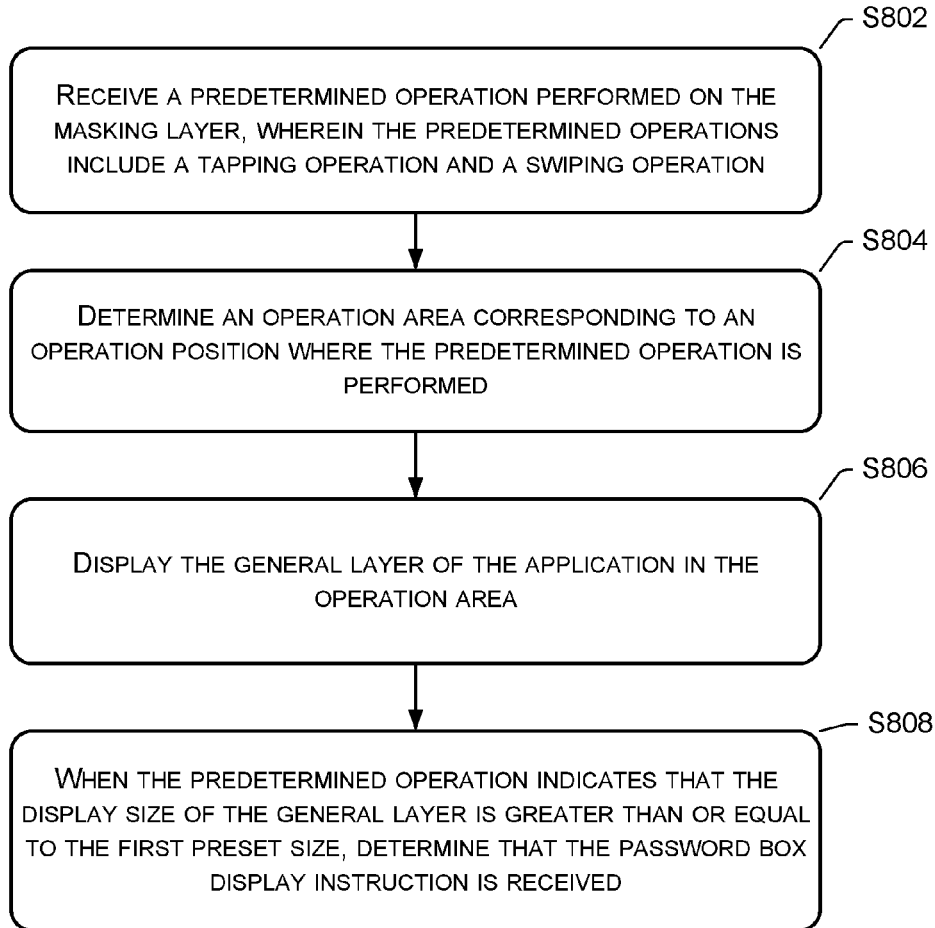 S802
RECEIVE A PREDETERMINED OPERATION PERFORMED ON THE
MASKING LAYER, WHEREIN THE PREDETERMINED OPERATIONS
INCLUDE A TAPPING OPERATION AND A SWIPING OPERATION
S804
DETERMINE AN OPERATION AREA CORRESPONDING TO AN
OPERATION POSITION WHERE THE PREDETERMINED OPERATION IS
PERFORMED
S806
DISPLAY THE GENERAL LAYER OF THE APPLICATION IN THE
OPERATION AREA
S808
WHEN THE PREDETERMINED OPERATION INDICATES THAT THE
DISPLAY SIZE OF THE GENERAL LAYER IS GREATER THAN OR EQUAL
TO THE FIRST PRESET SIZE, DETERMINE THAT THE PASSWORD BOX
DISPLAY INSTRUCTION IS RECEIVED